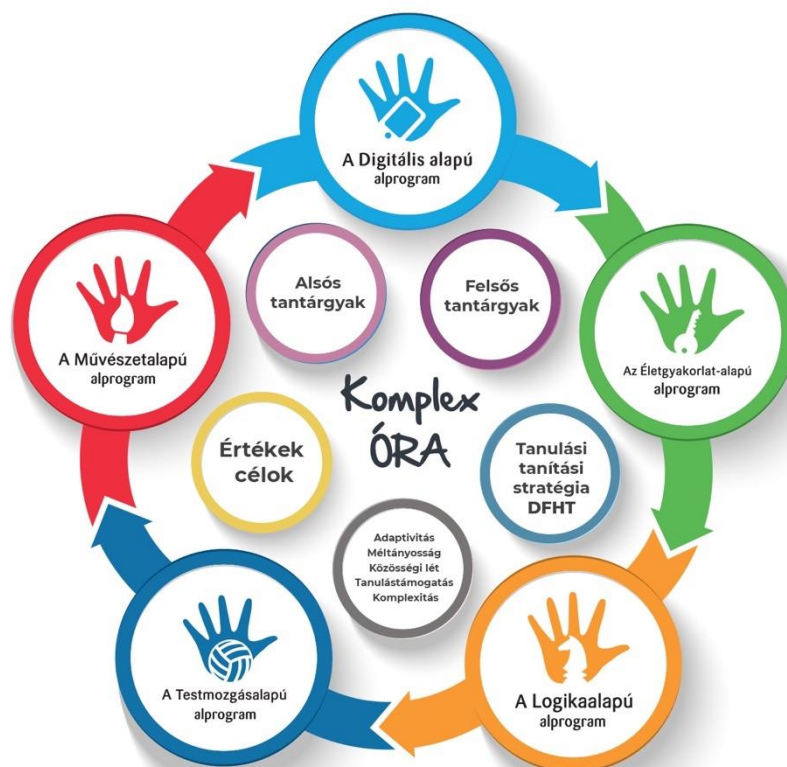 A Digitális alapú
alprogram
Alsós
tantárgyak
Felsős
tantárgyak
A Művészetalapú
alprogram
Az Életgyakorlat-alapú
alprogram
Komplex
ÓRA
Értékek
célok
Tanulási
tanítási
stratégia
DFHT
Adaptivitás
Méltányosság
Közösségi lét
Tanulástámogatás
Komplexitás
A Testmozgásalapú
alprogram
A Logikaalapú
alprogram